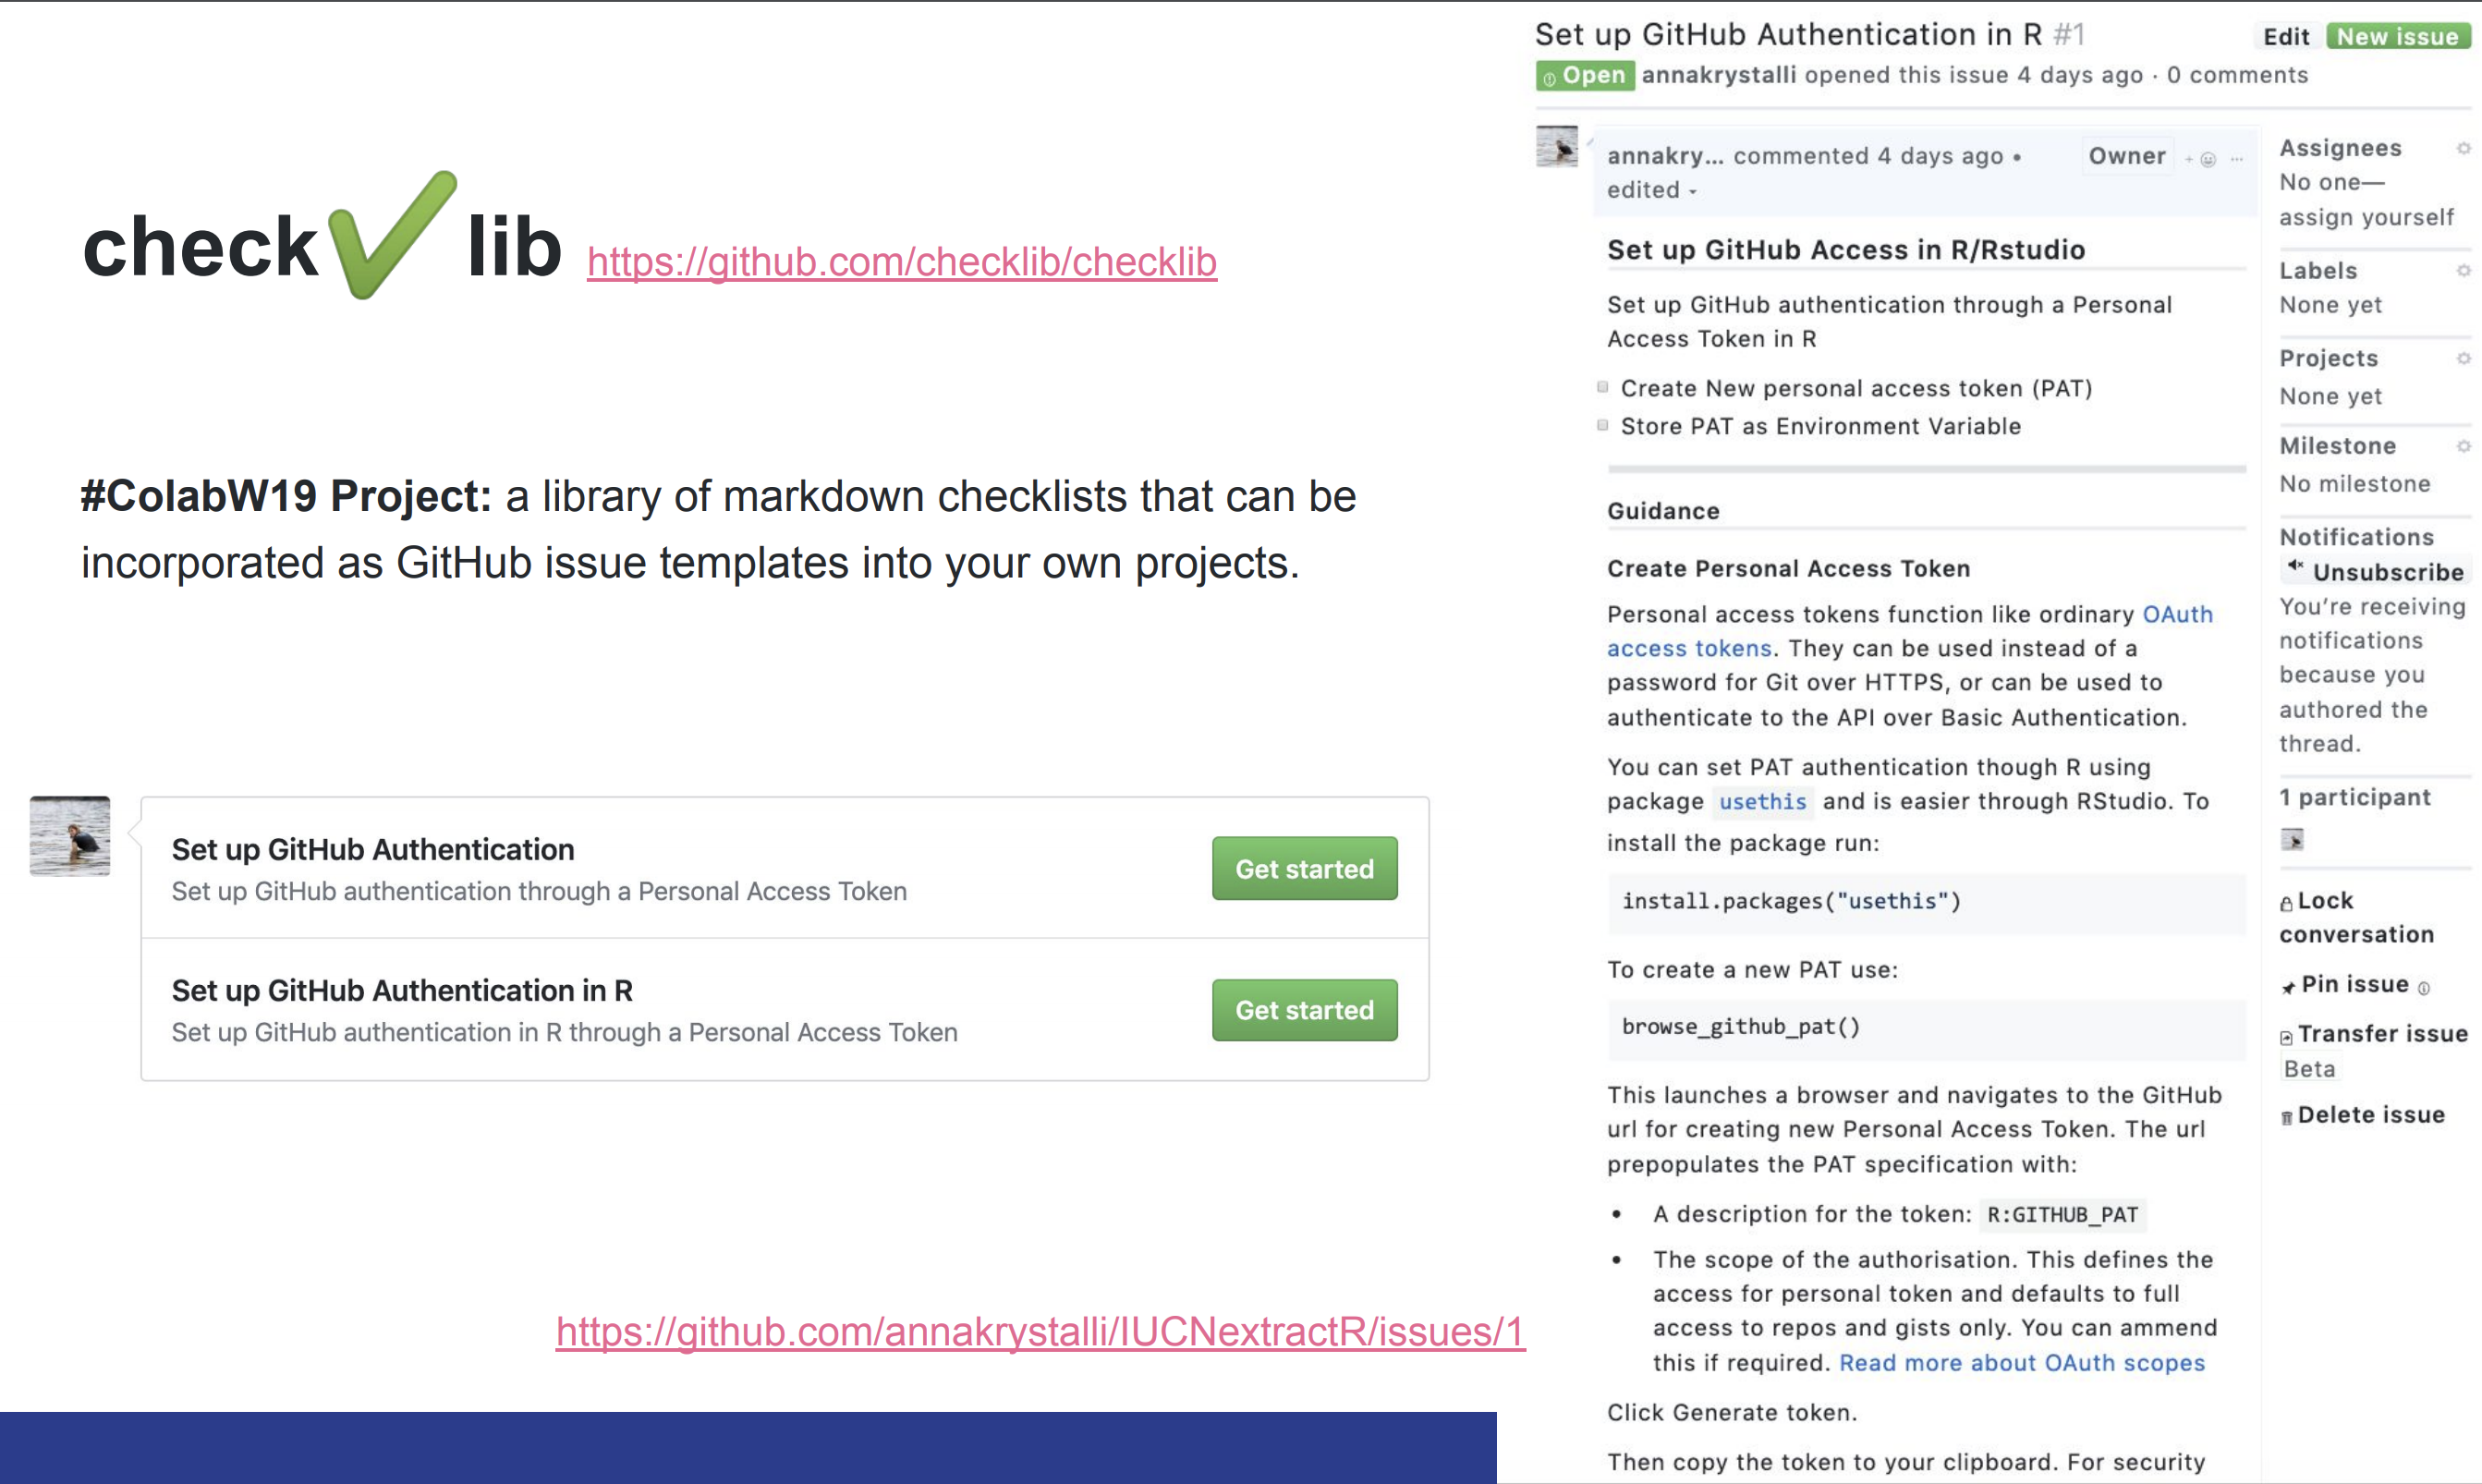 check✔lib https://github.com/checklib/checklib
#ColabW19 Project: a library of markdown checklists that can be
incorporated as GitHub issue templates into your own projects.
Set up GitHub Authentication
Set up GitHub authentication through a Personal Access Token
Get started
Set up GitHub Authentication in R
Set up GitHub authentication in R through a Personal Access Token
Get started
https://github.com/annakrystalli/IUCNextractR/issues/1
Set up GitHub Authentication in R #1
Edit New issue
Open annakrystalli opened this issue 4 days ago · 0 comments
annakry... commented 4 days ago •
edited
Owner
Set up GitHub Access in R/Rstudio
Set up GitHub authentication through a Personal
Access Token in R
Create New personal access token (PAT)
Store PAT as Environment Variable
Guidance
Create Personal Access Token
Personal access tokens function like ordinary OAuth
access tokens. They can be used instead of a
password for Git over HTTPS, or can be used to
authenticate to the API over Basic Authentication.
You can set PAT authentication though R using
package usethis and is easier through RStudio. To
install the package run:
install.packages("usethis")
To create a new PAT use:
browse_github_pat()
This launches a browser and navigates to the GitHub
url for creating new Personal Access Token. The url
prepopulates the PAT specification with:
• A description for the token: R:GITHUB_PAT
• The scope of the authorisation. This defines the
access for personal token and defaults to full
access to repos and gists only. You can ammend
this if required. Read more about OAuth scopes
Click Generate token.
Then copy the token to your clipboard. For security
Assignees
No one—
assign yourself
Labels
None yet
Projects
None yet
Milestone
No milestone
Notifications
Unsubscribe
You're receiving
notifications
because you
authored the
thread.
1 participant
Lock
conversation
Pin issue
Transfer issue
Beta
Delete issue